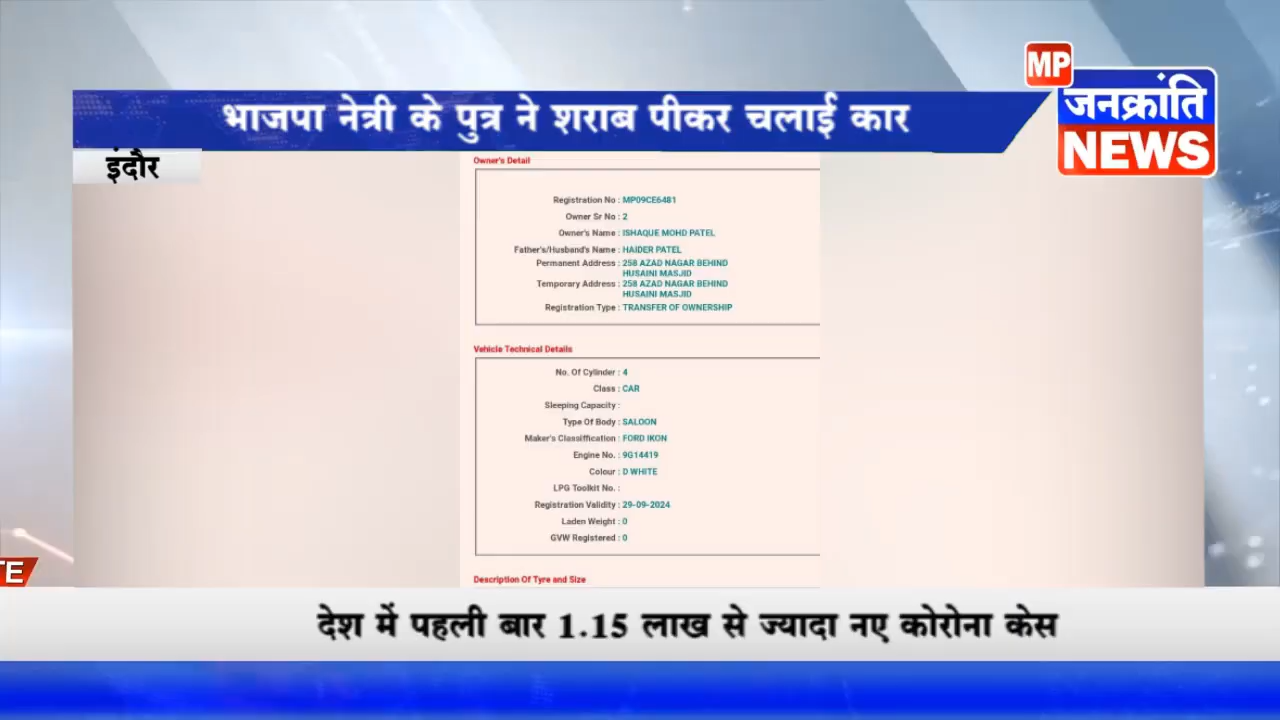 MP
जनक्रांति
NEWS
भाजपा नेत्री के पुत्र ने शराब पीकर चलाई कार
इंदौर
Owner's Detail
Registration No : MP09CE6481
Owner Sr No : 2
Owner's Name : ISHAQUE MOHD PATEL
Father's/Husband's Name : HAIDER PATEL
Permanent Address : 258 AZAD NAGAR BEHIND
HUSAINI MASJID
Temporary Address : 258 AZAD NAGAR BEHIND
HUSAINI MASJID
Registration Type : TRANSFER OF OWNERSHIP
Vehicle Technical Details
No. Of Cylinder : 4
Class : CAR
Sleeping Capacity :
Type Of Body : SALOON
Maker's Classiffication : FORD IKON
Engine No. : 9G14419
Colour : D WHITE
LPG Toolkit No. :
Registration Validity : 29-09-2024
Laden Weight : 0
GVW Registered : 0
Description Of Tyre and Size
TE
देश में पहली बार 1.15 लाख से ज्यादा नए कोरोना केस